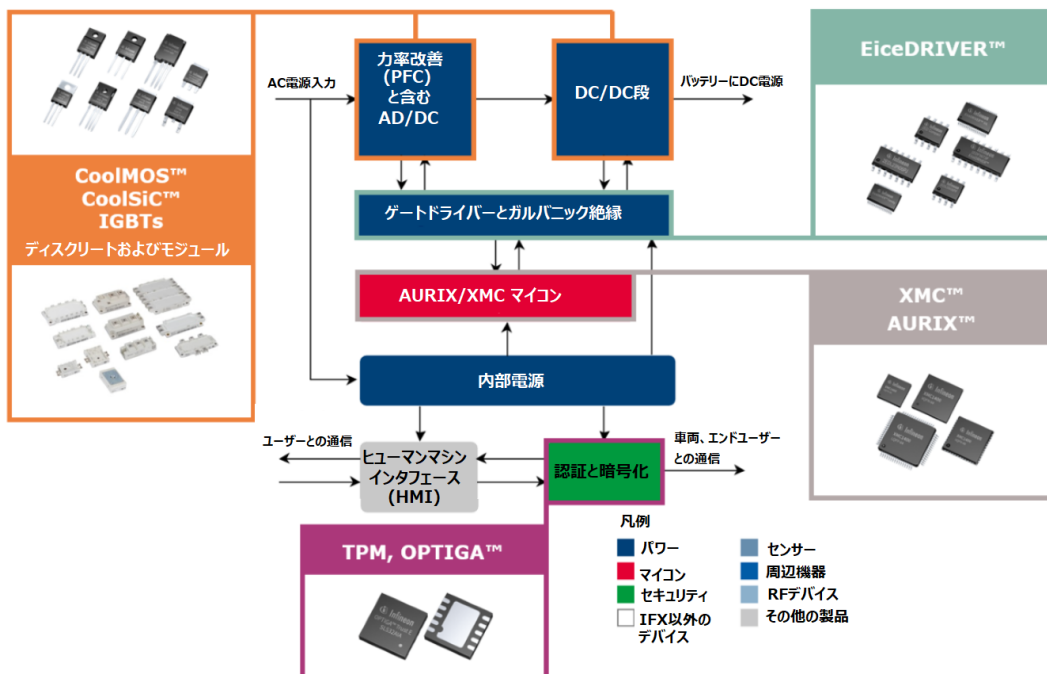 CoolMOS™
CoolSiC™
IGBTs
ディスクリートおよびモジュール
AC電源入力
力率改善
(PFC)
と含む
AD/DC
DC/DC段
バッテリーにDC電源
ゲートドライバーとガルバニック絶縁
AURIX/XMC マイコン
内部電源
ユーザーとの通信
ヒューマンマシン
インタフェース
(HMI)
認証と暗号化
車両、エンドユーザー
との通信
EiceDRIVER™
XMC™
AURIX™
Infineon
Infineon
TPM, OPTIGA™
Infineon
凡例
パワー
マイコン
セキュリティ
IFX以外の
デバイス
センサー
周辺機器
RFデバイス
その他の製品